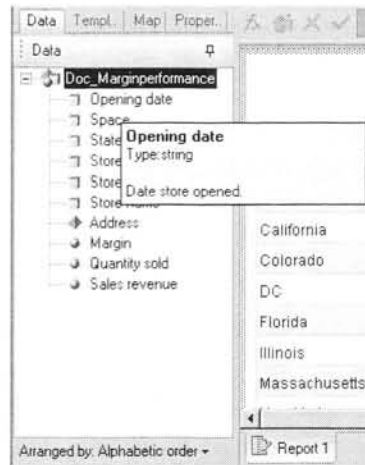 Data Templ.. Map Proper..
Data
Doc_Marginperformance
Opening date
Space
State
Store
Store
Address
Margin
Quantity sold
Sales revenue
Opening date
Type:string
Date store opened.
California
Colorado
DC
Florida
Illinois
Massachusetts
Arranged by: Alphabetic order
Report 1